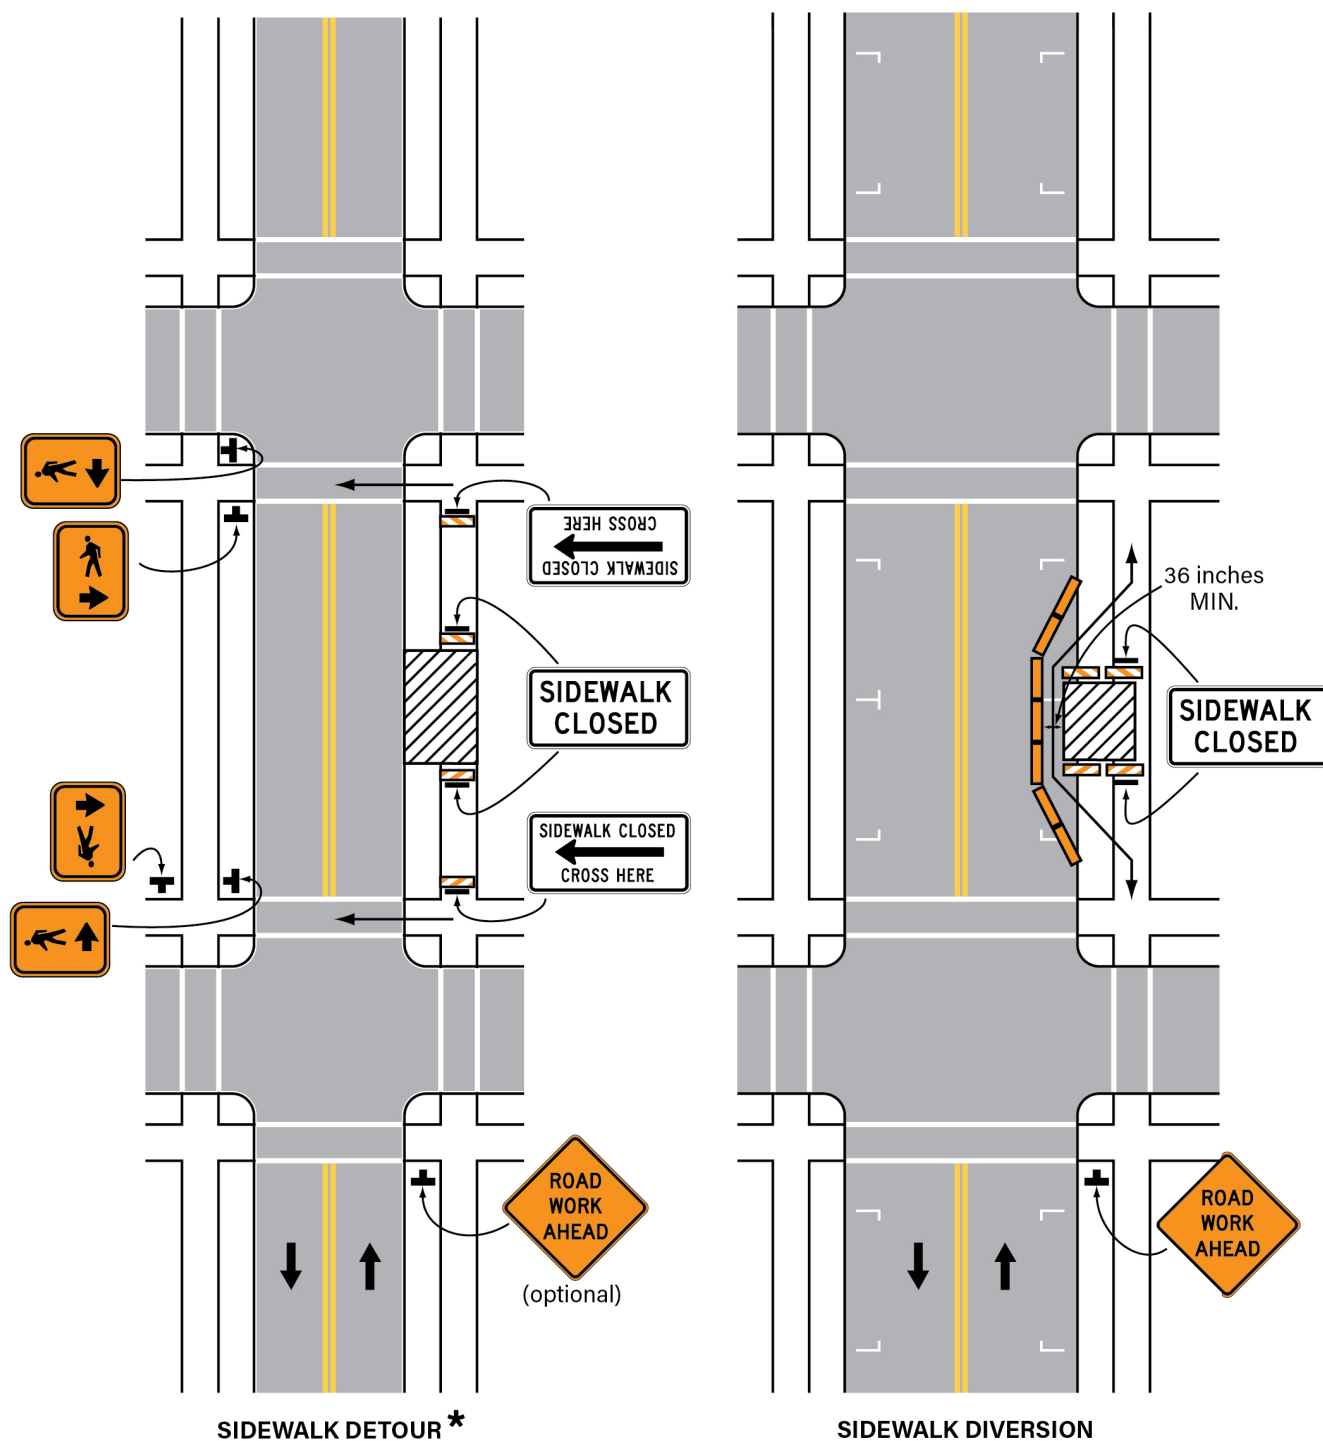 CROSS HERE
SIDEWALK CLOSED
36 inches
MIN.
SIDEWALK
CLOSED
SIDEWALK
CLOSED
SIDEWALK CLOSED
CROSS HERE
ROAD
WORK
AHEAD
(optional)
ROAD
WORK
AHEAD
SIDEWALK DETOUR *
SIDEWALK DIVERSION